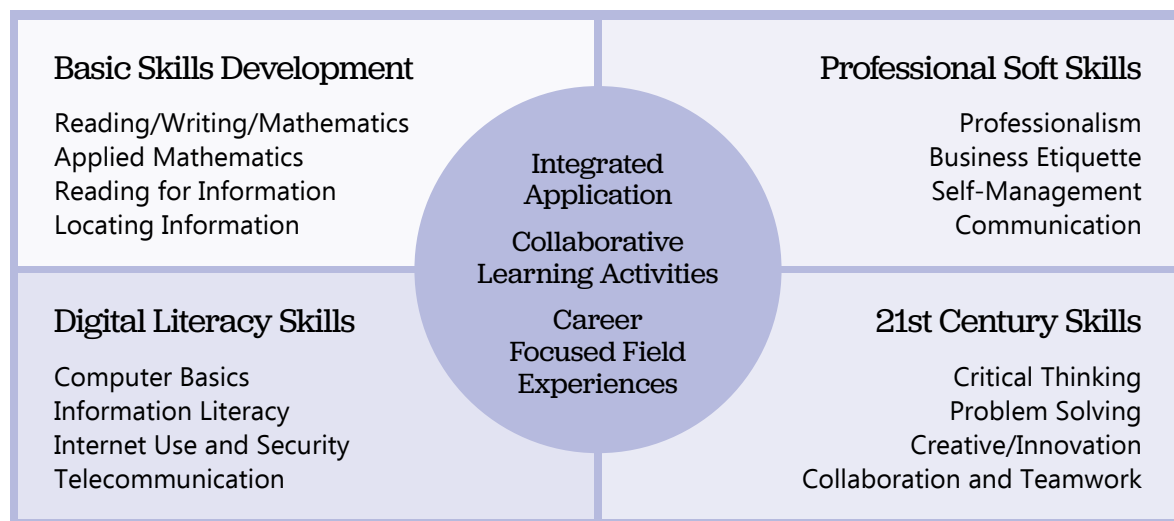 Basic Skills Development
Reading/Writing/Mathematics
Applied Mathematics
Reading for Information
Locating Information
Professional Soft Skills
Professionalism
Business Etiquette
Self-Management
Communication
Integrated
Application
Collaborative
Learning Activities
Career
Focused Field
Experiences
Digital Literacy Skills
Computer Basics
Information Literacy
Internet Use and Security
Telecommunication
21st Century Skills
Critical Thinking
Problem Solving
Creative/Innovation
Collaboration and Teamwork